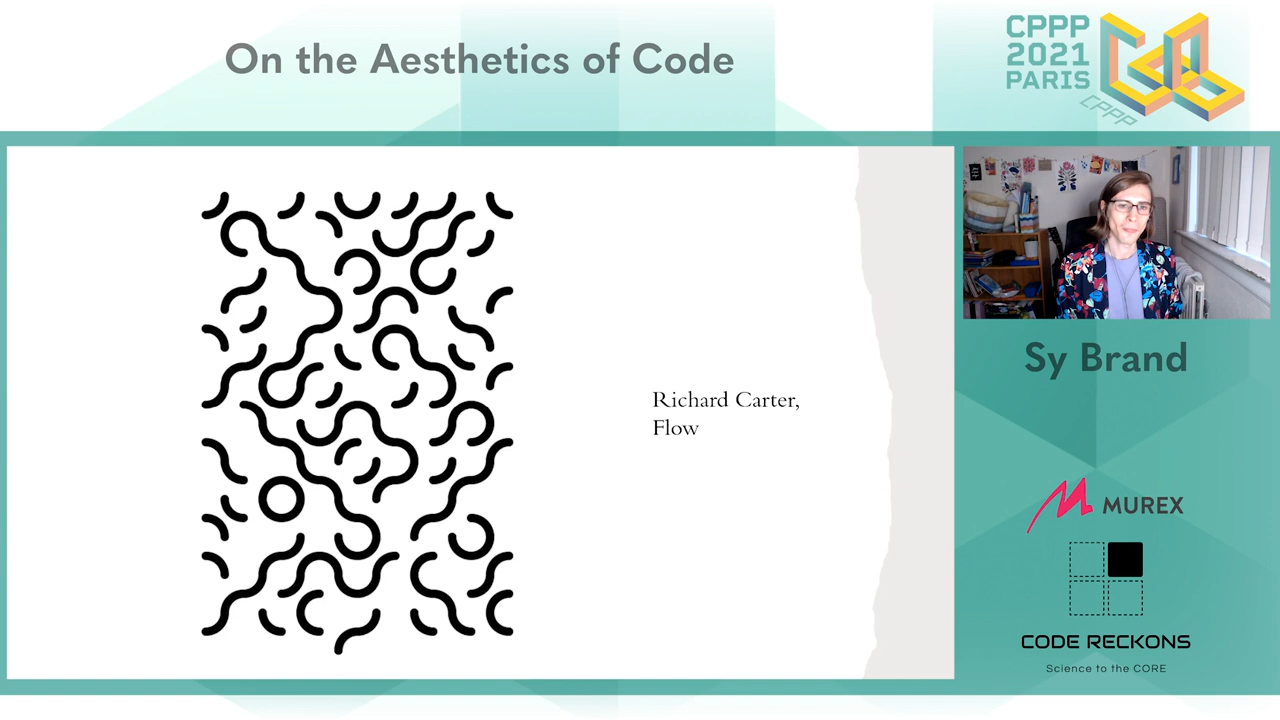 On the Aesthetics of Code
CPPP
2021
PARIS
CPPP
Richard Carter,
Flow
Sy Brand
MUREX
CODE RECKONS
Science to the CORE